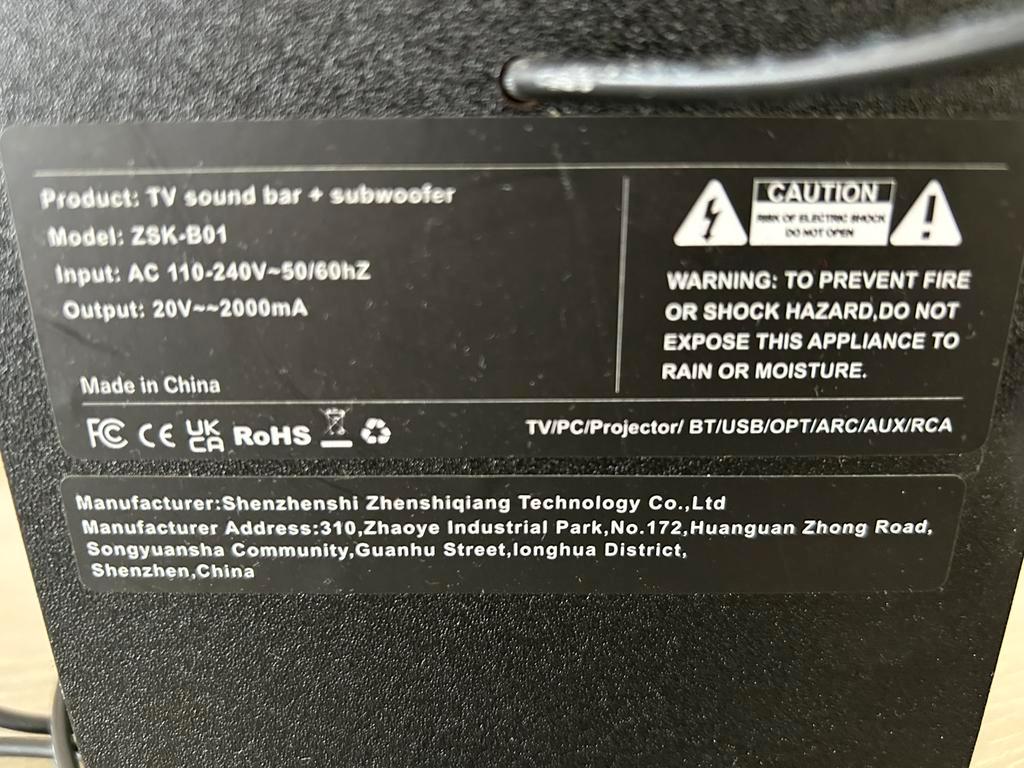 Product: TV sound bar + subwoofer
Model: ZSK-B01
Input: AC 110-240V~50/60hZ
Output: 20V~~2000mA
Made in China
CAUTION
RISK OF ELECTRIC SHOCK
DO NOT OPEN
WARNING: TO PREVENT FIRE
OR SHOCK HAZARD,DO NOT
EXPOSE THIS APPLIANCE TO
RAIN OR MOISTURE.
FC CE UK CA RoHS
TV/PC/Projector/ BT/USB/OPT/ARC/AUX/RCA
Manufacturer:Shenzhenshi Zhenshiqiang Technology Co.,Ltd
Manufacturer Address:310,Zhaoye Industrial Park,No.172,Huanguan Zhong Road,
Songyuansha Community,Guanhu Street,longhua District,
Shenzhen,China